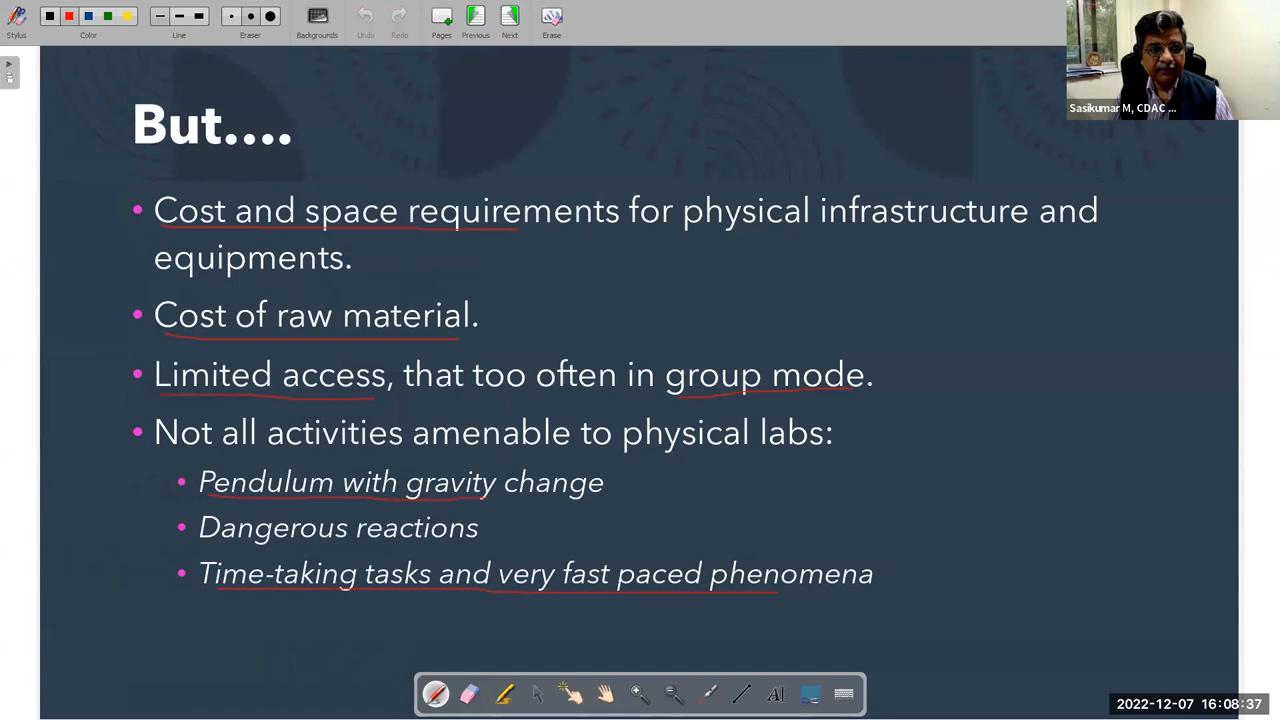 Stylus
Color
Line
Eraser
Backgrounds
Undo
Redo
Pages
Previous
Next
Erase
Sasikumar M, CDAC ...
But....
• Cost and space requirements for physical infrastructure and
equipments.
• Cost of raw material.
• Limited access, that too often in group mode.
• Not all activities amenable to physical labs:
• Pendulum with gravity change
• Dangerous reactions
• Time-taking tasks and very fast paced phenomena
AI
2022-12-07 16:08:37